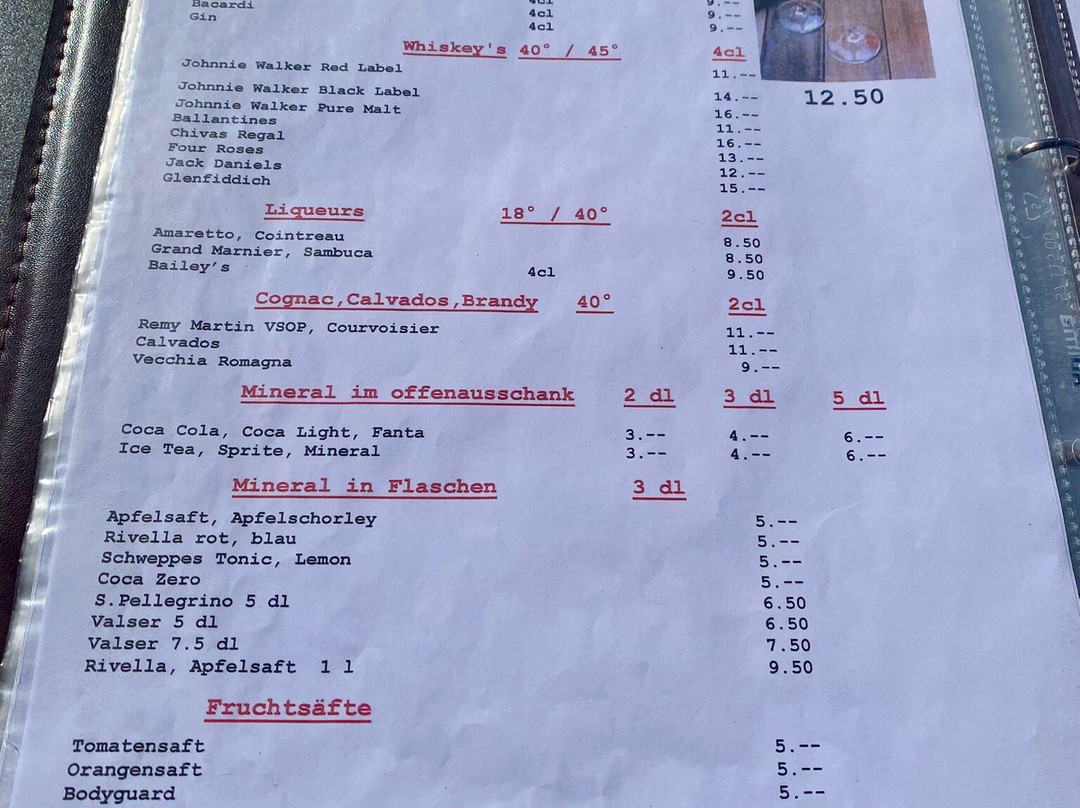 Bacardi 4cl 9.--
Gin 4cl 9.--
4cl 9.--
Whiskey's 40° / 45° 4cl
Johnnie Walker Red Label 11.--
Johnnie Walker Black Label 14.--
Johnnie Walker Pure Malt 16.--
Ballantines 11.--
Chivas Regal 16.--
Four Roses 13.--
Jack Daniels 12.--
Glenfiddich 15.--
12.50
Liqueurs 18° / 40° 2cl
Amaretto, Cointreau 8.50
Grand Marnier, Sambuca 8.50
Bailey's 4cl 9.50
Cognac,Calvados,Brandy 40° 2cl
Remy Martin VSOP, Courvoisier 11.--
Calvados 11.--
Vecchia Romagna 9.--
Mineral im offenausschank 2 dl 3 dl 5 dl
Coca Cola, Coca Light, Fanta 3.-- 4.-- 6.--
Ice Tea, Sprite, Mineral 3.-- 4.-- 6.--
Mineral in Flaschen 3 dl
Apfelsaft, Apfelschorley 5.--
Rivella rot, blau 5.--
Schweppes Tonic, Lemon 5.--
Coca Zero 5.--
S.Pellegrino 5 dl 6.50
Valser 5 dl 6.50
Valser 7.5 dl 7.50
Rivella, Apfelsaft 1 l 9.50
Fruchtsäfte
Tomatensaft 5.--
Orangensaft 5.--
Bodyguard 5.--